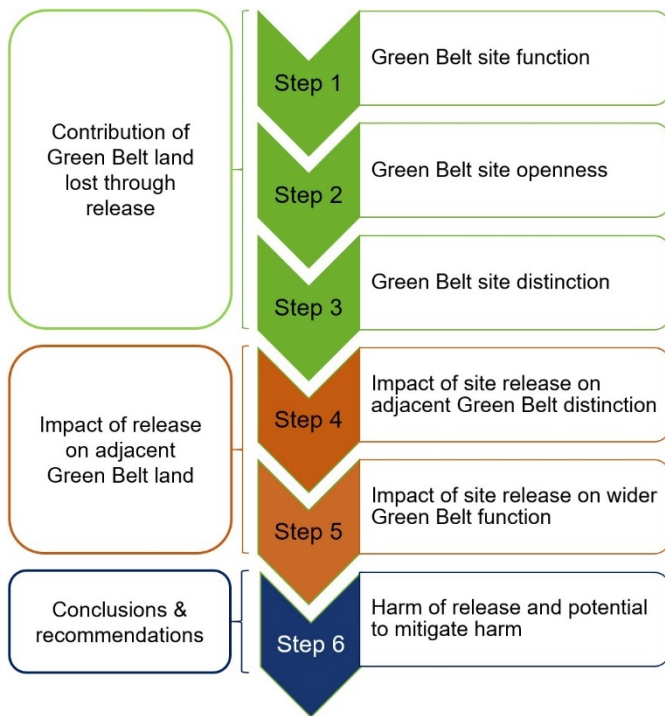 Contribution of
Green Belt land
lost through
release
Step 1
Green Belt site function
Step 2
Green Belt site openness
Step 3
Green Belt site distinction
Impact of release
on adjacent
Green Belt land
Step 4
Impact of site release on
adjacent Green Belt distinction
Step 5
Impact of site release on wider
Green Belt function
Conclusions &
recommendations
Step 6
Harm of release and potential
to mitigate harm